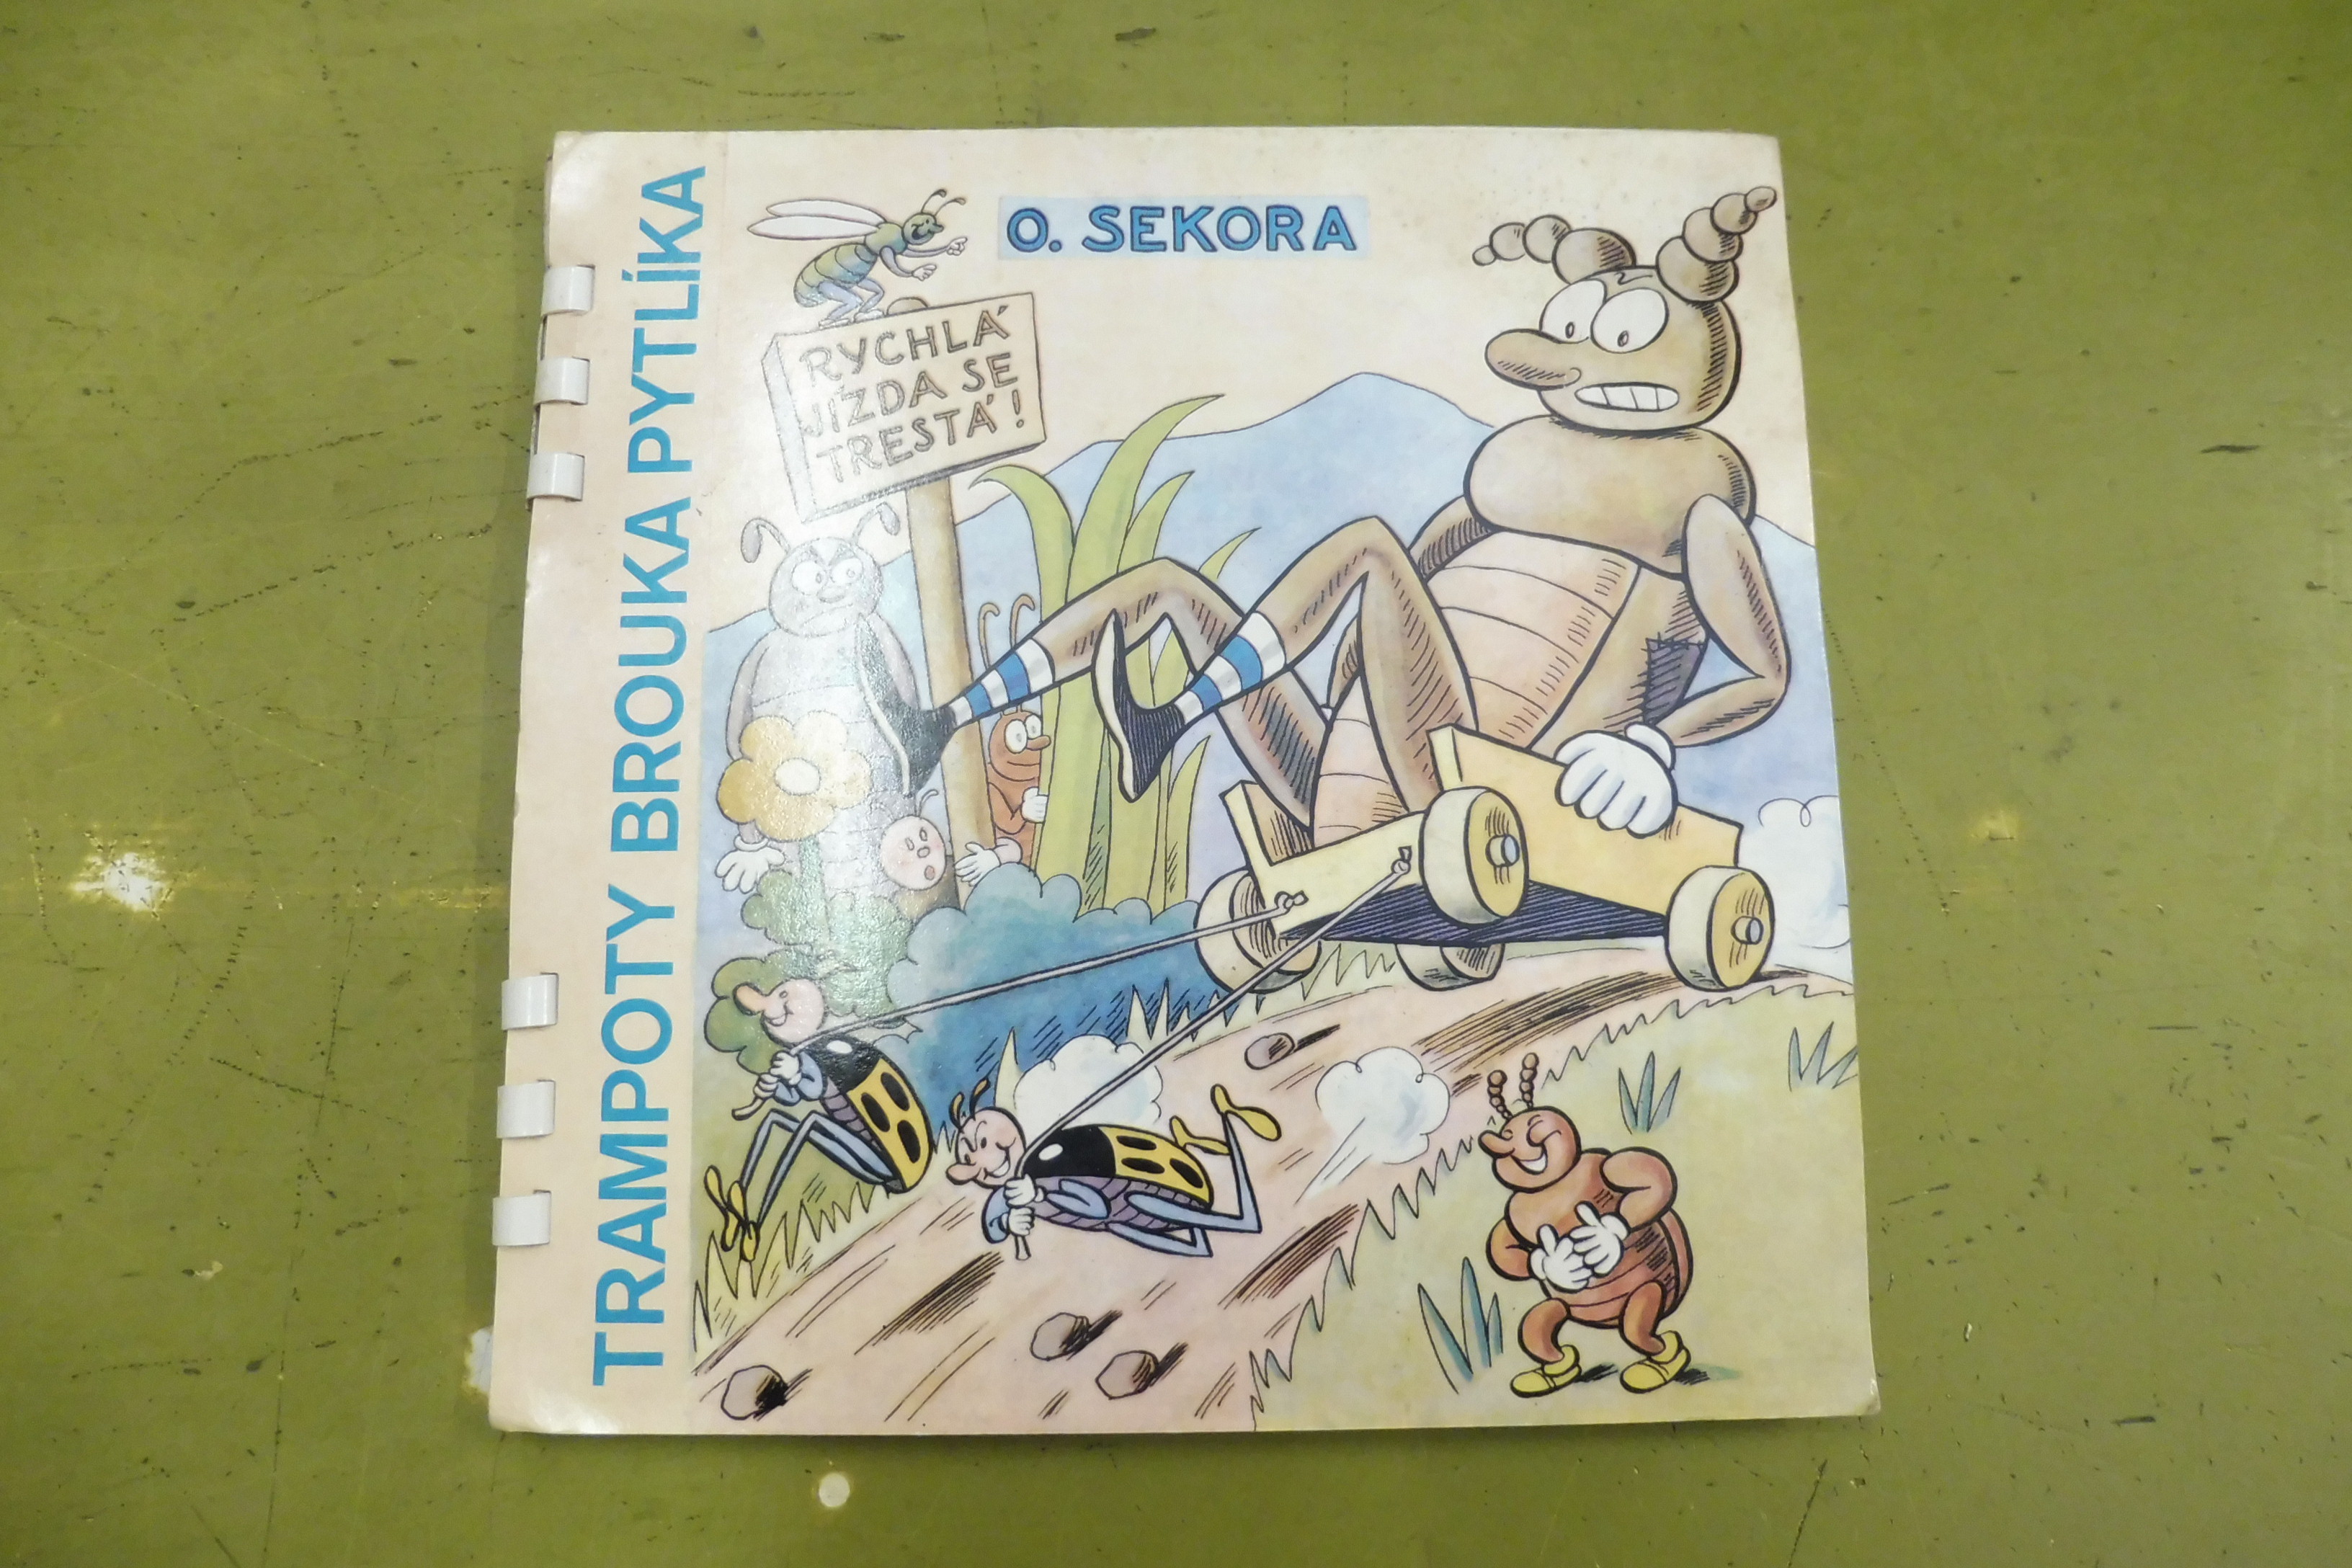 TRAMPOTY BROUKA PYTLÍKA
O. SEKORA
RYCHLÁ
JÍZDA SE
TRESTÁ!